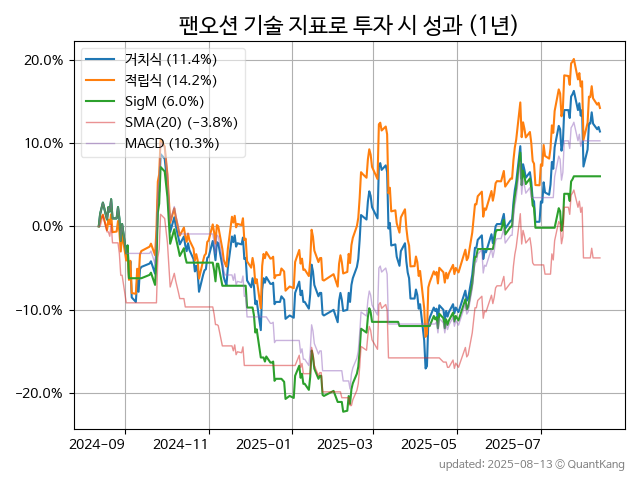 팬오션 기술 지표로 투자 시 성과 (1년)
거치식 (11.4%)
적립식 (14.2%)
SigM (6.0%)
SMA(20) (−3.8%)
MACD (10.3%)
20.0%
10.0%
0.0%
−10.0%
−20.0%
2024-09 2024-11 2025-01 2025-03 2025-05 2025-07
updated: 2025-08-13 © QuantKang